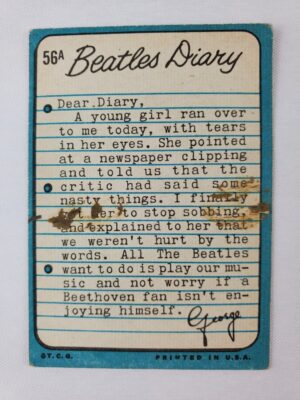 56A Beatles Diary
Dear Diary,
A young girl ran over
to me today, with tears
in her eyes. She pointed
at a newspaper clipping
and told us that the
critic had said some
nasty things. I finally
her to stop sobbing,
and explained to her that
we weren't hurt by the
words. All The Beatles
want to do is play our mu-
sic and not worry if a
Beethoven fan isn't en-
joying himself.
George
©T.C.G. PRINTED IN U.S.A.